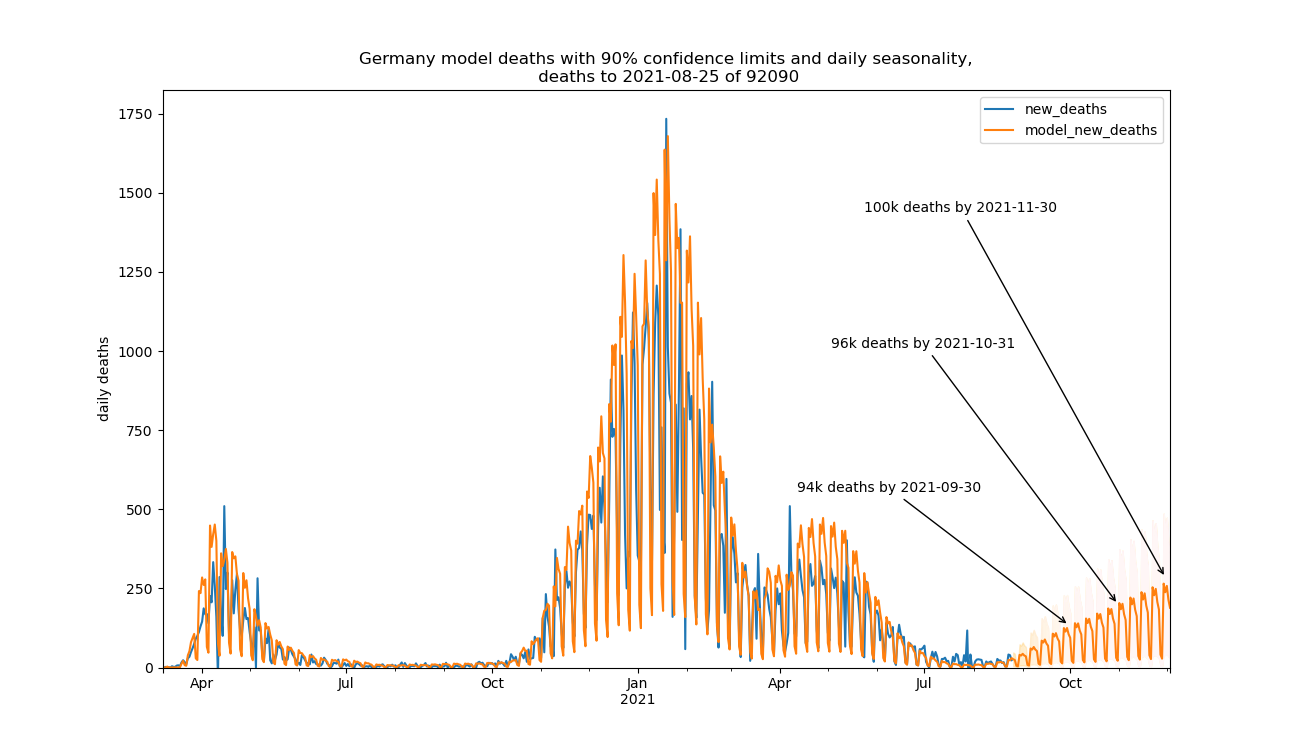 Germany model deaths with 90% confidence limits and daily seasonality,
deaths to 2021-08-25 of 92090
new_deaths
model_new_deaths
daily deaths
1750
1500
1250
1000
750
500
250
0
100k deaths by 2021-11-30
96k deaths by 2021-10-31
94k deaths by 2021-09-30
Apr Jul Oct Jan Apr Jul Oct
2021